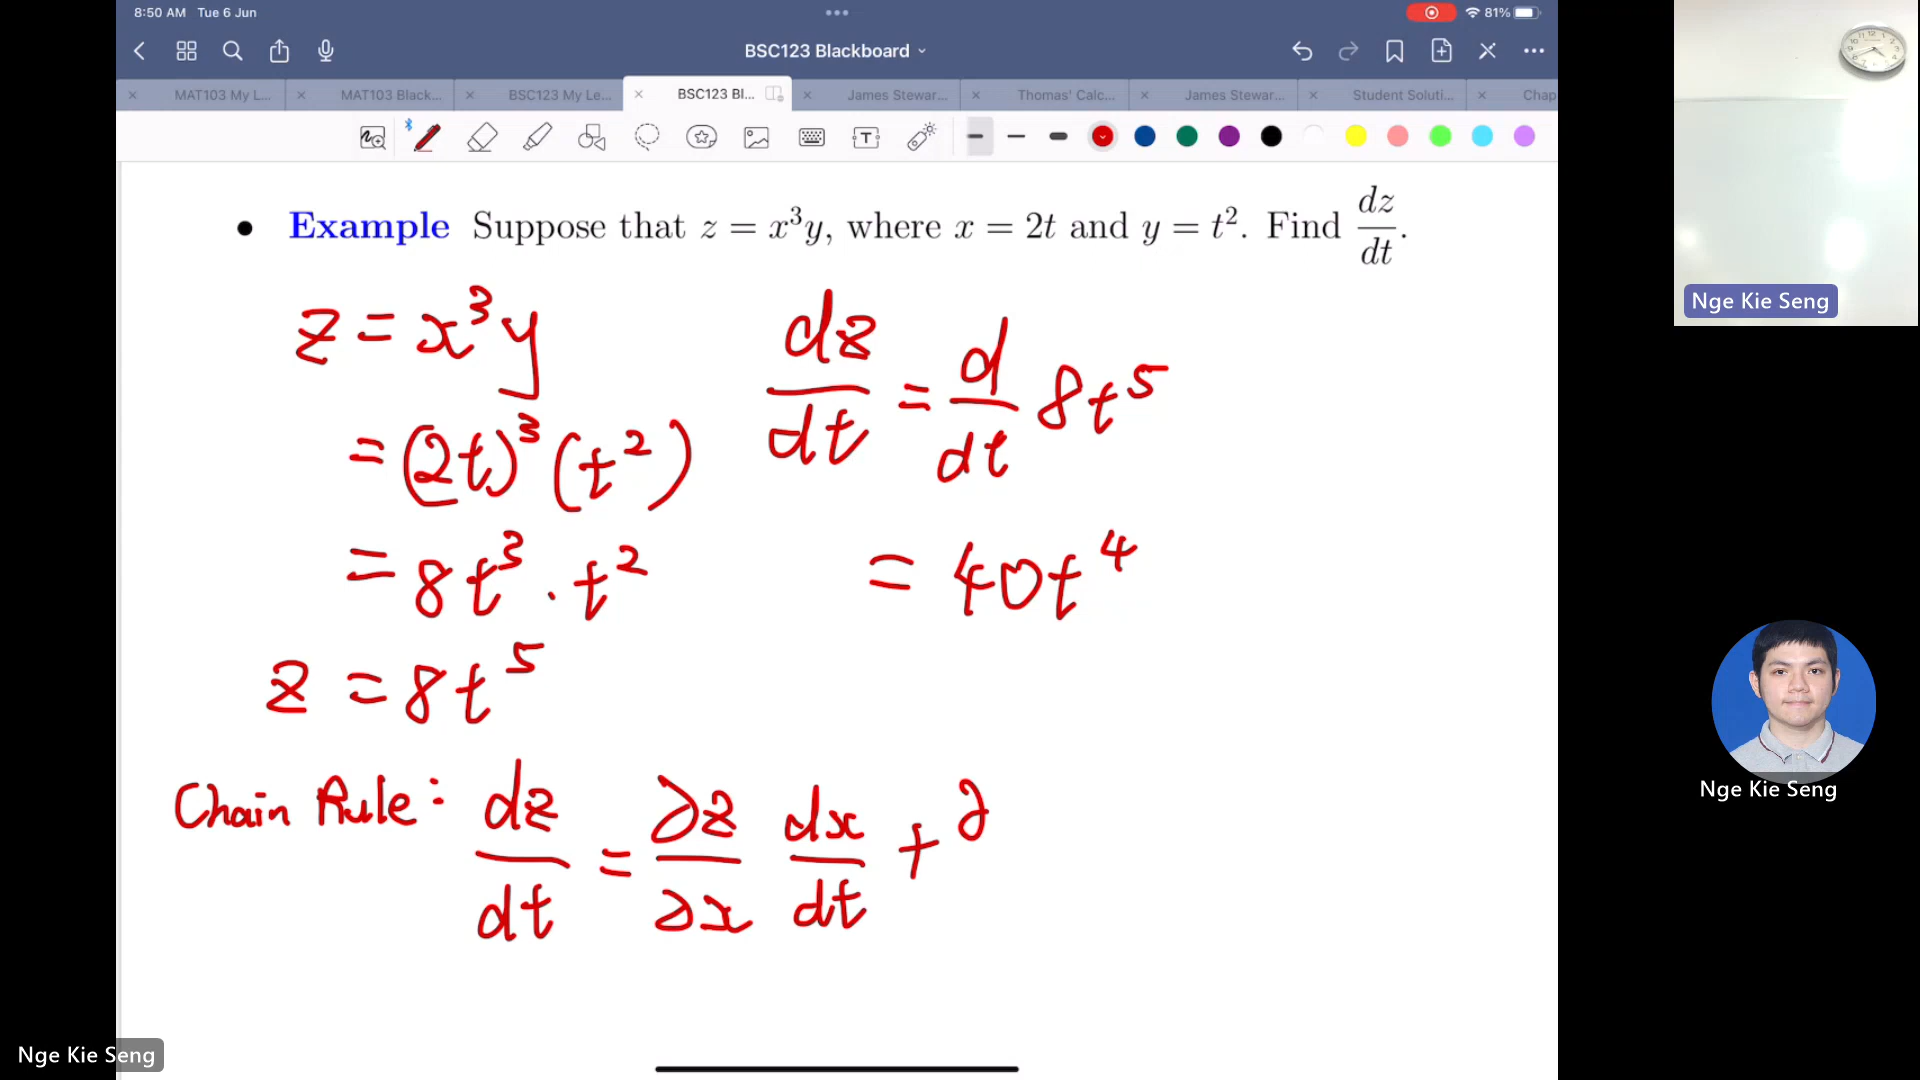 8:50 AM Tue 6 Jun
81%
BSC123 Blackboard
MAT103 My L...
MAT103 Black...
BSC123 My Le...
BSC123 Bl...
James Stewar...
Thomas' Calc...
James Stewar...
Student Soluti...
Chap
• Example Suppose that z = x³y, where x = 2t and y = t². Find dz/dt.
z = x³y
= (2t)³(t²)
= 8t³ · t²
z = 8t⁵
dz/dt = d/dt 8t⁵
= 40t⁴
Chain Rule: dz/dt = ∂z/∂x dx/dt + ∂
Nge Kie Seng
Nge Kie Seng
Nge Kie Seng